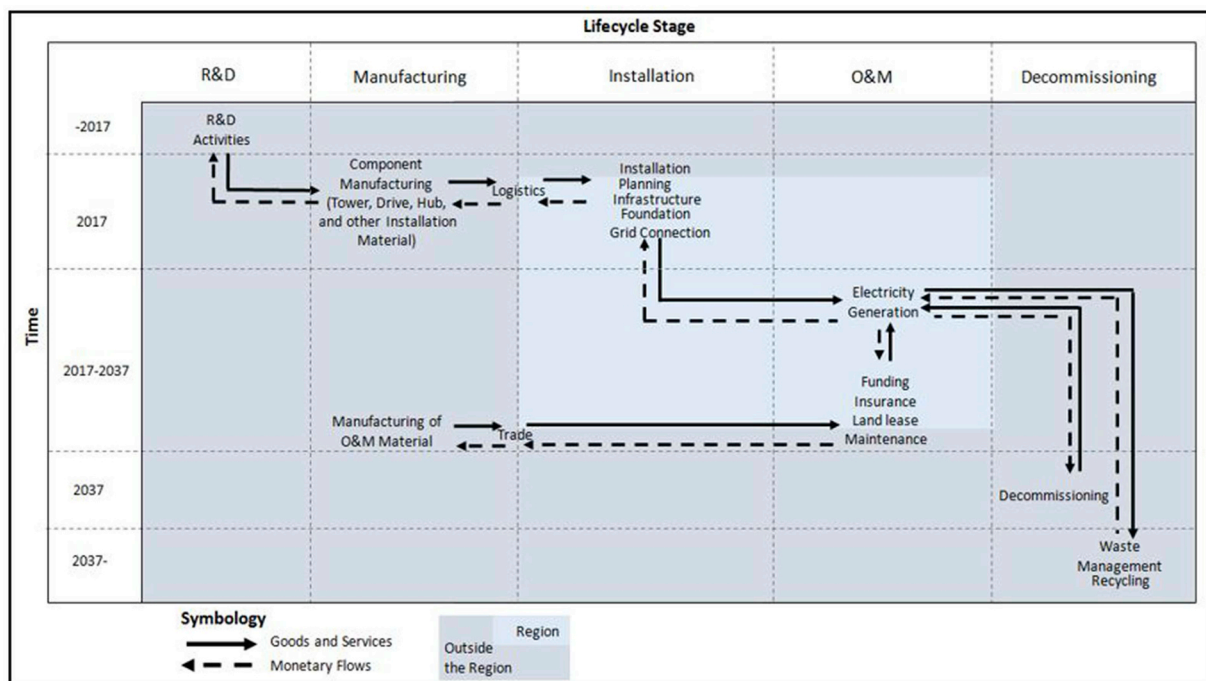 Lifecycle Stage
R&D
Manufacturing
Installation
O&M
Decommissioning
Time
-2017
R&D
Activities
2017
Component
Manufacturing
(Tower, Drive, Hub,
and other Installation
Material)
Logistics
Installation
Planning
Infrastructure
Foundation
Grid Connection
2017-2037
Electricity
Generation
Funding
Insurance
Land lease
Maintenance
Manufacturing of
O&M Material
Trade
2037
Decommissioning
2037-
Waste
Management
Recycling
Symbology
Goods and Services
Monetary Flows
Region
Outside
the Region